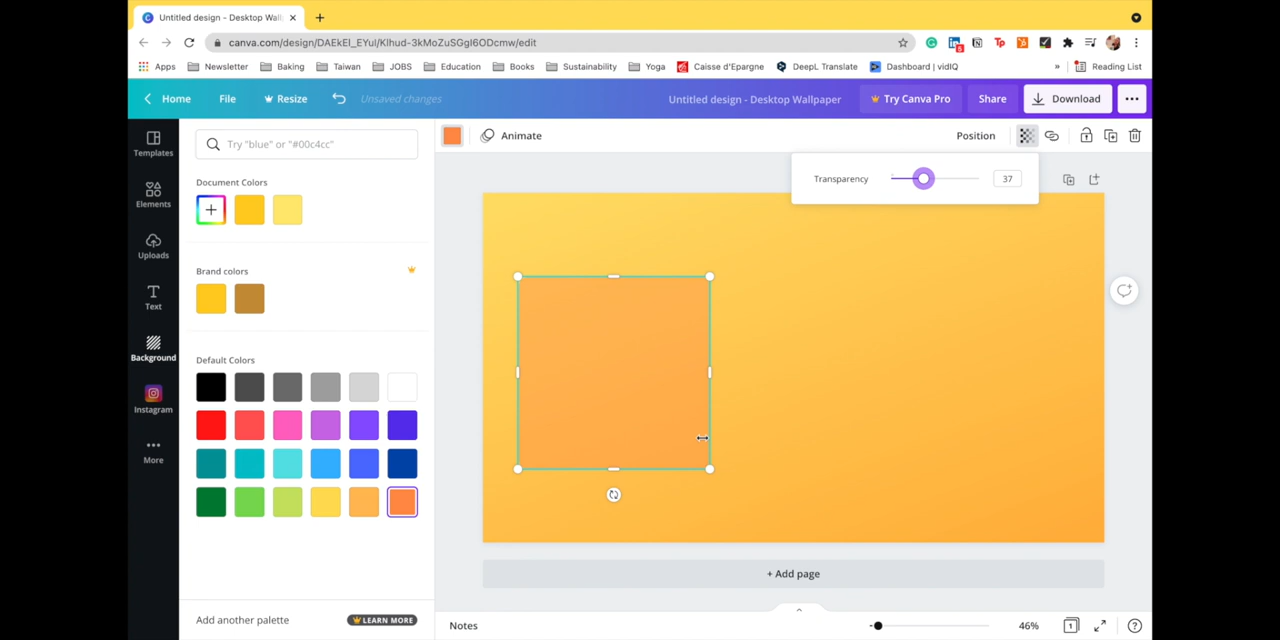 Untitled design - Desktop Wall
canva.com/design/DAEkEl_EYuI/Klhud-3kMoZuSGgI6ODcmw/edit
Apps Newsletter Baking Taiwan JOBS Education Books Sustainability Yoga Caisse d'Epargne DeepL Translate Dashboard | vidIQ » Reading List
Home File Resize Unsaved changes Untitled design - Desktop Wallpaper Try Canva Pro Share Download
Templates
Elements
Uploads
Text
Background
Instagram
More
Try "blue" or "#00c4cc"
Document Colors
Brand colors
Default Colors
Add another palette LEARN MORE
Animate Position
Transparency 37
+ Add page
Notes 46% 1